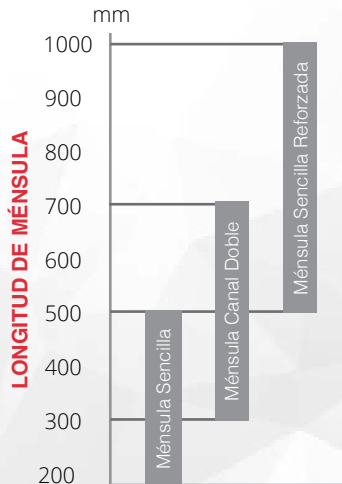 mm
1000
900
800
700
600
500
400
300
200
LONGITUD DE MÉNSULA
Ménsula Sencilla
Ménsula Canal Doble
Ménsula Sencilla Reforzada